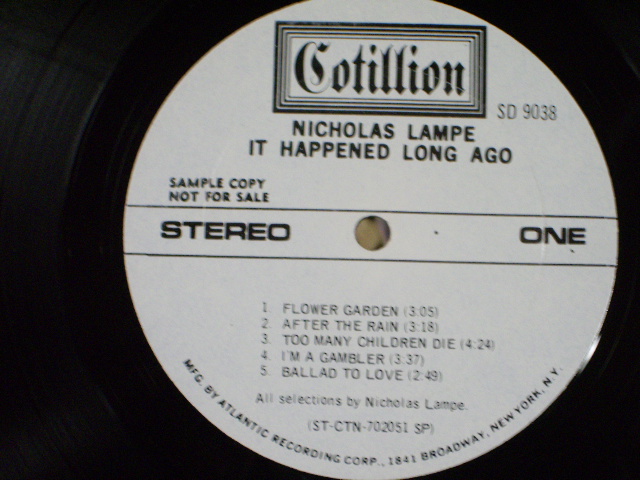 Cotillion
SD 9038
NICHOLAS LAMPE
IT HAPPENED LONG AGO
SAMPLE COPY
NOT FOR SALE
STEREO
ONE
1. FLOWER GARDEN (3:05)
2. AFTER THE RAIN (3:18)
3. TOO MANY CHILDREN DIE (4:24)
4. I'M A GAMBLER (3:37)
5. BALLAD TO LOVE (2:49)
All selections by Nicholas Lampe.
(ST-CTN-702051 SP)
MFG. BY ATLANTIC RECORDING CORP., 1841 BROADWAY, NEW YORK, N.Y.